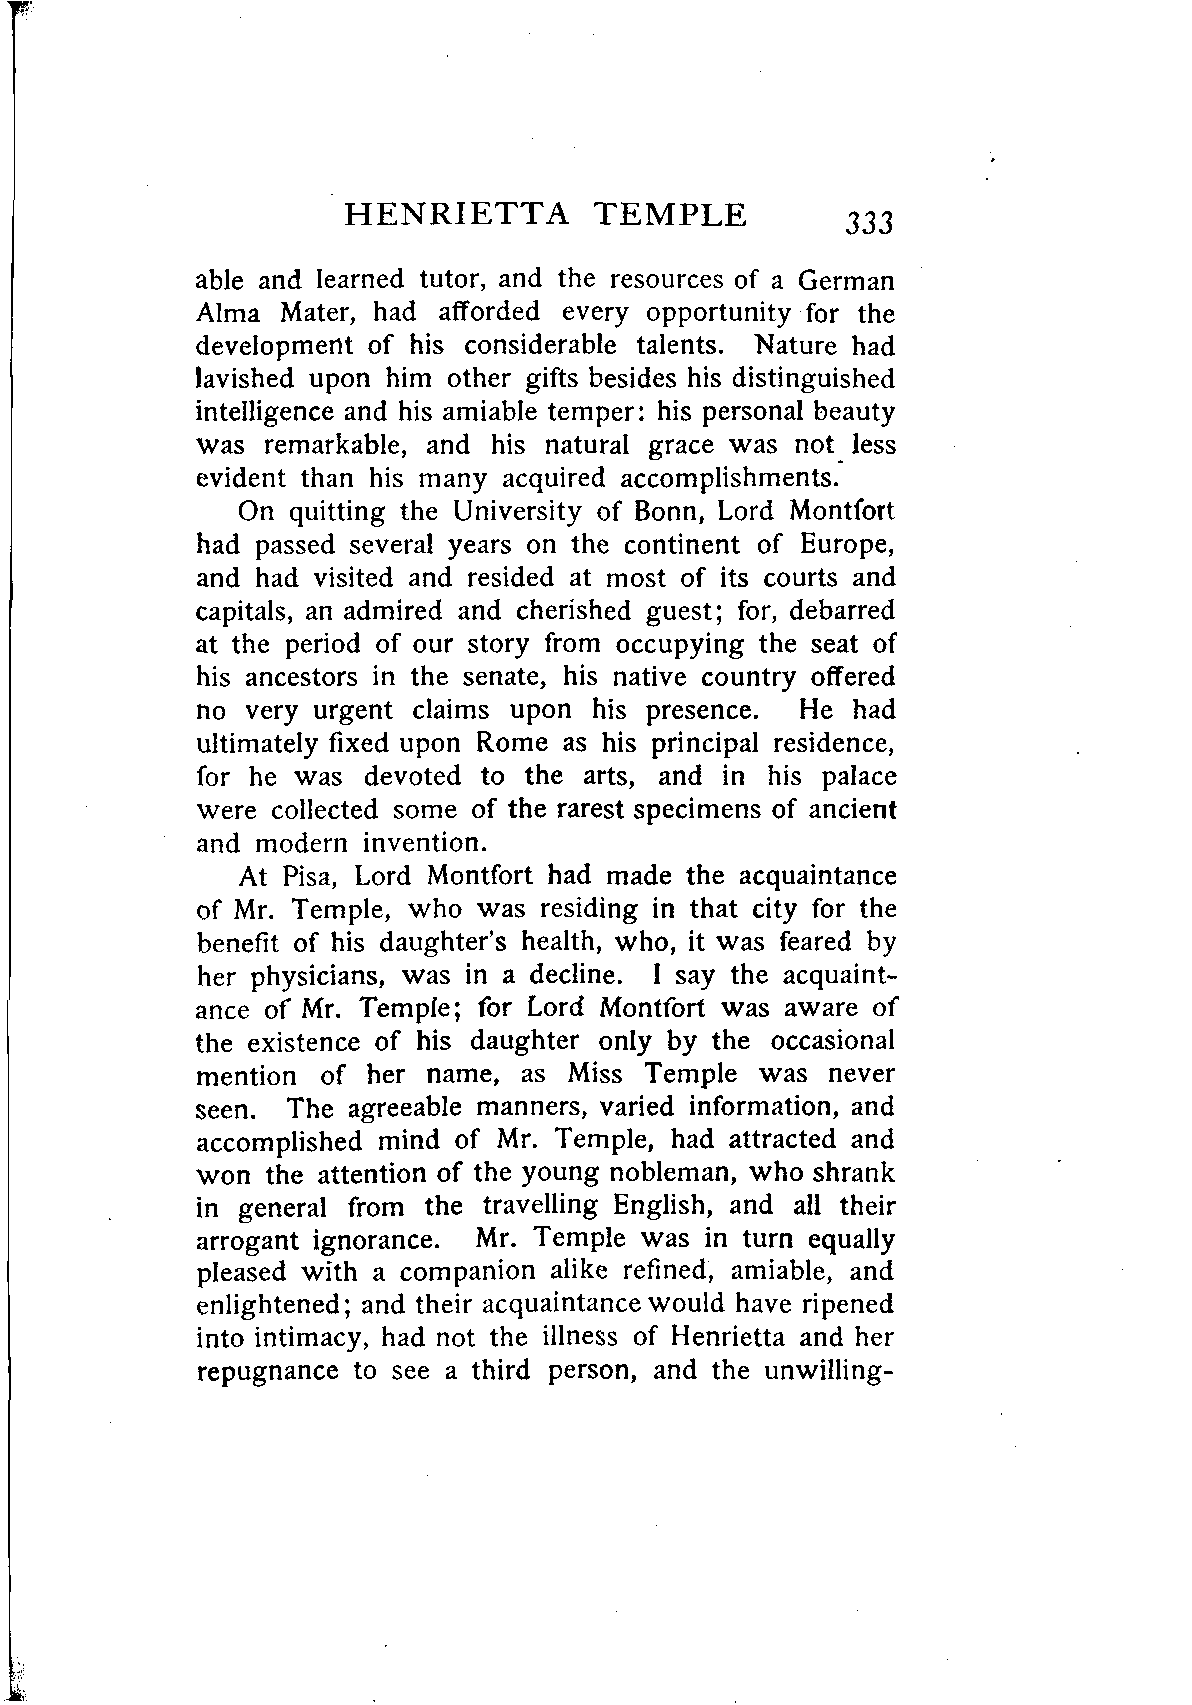 HENRIETTA TEMPLE 333
able and learned tutor, and the resources of a German
Alma Mater, had afforded every opportunity for the
development of his considerable talents. Nature had
lavished upon him other gifts besides his distinguished
intelligence and his amiable temper: his personal beauty
was remarkable, and his natural grace was not less
evident than his many acquired accomplishments.
On quitting the University of Bonn, Lord Montfort
had passed several years on the continent of Europe,
and had visited and resided at most of its courts and
capitals, an admired and cherished guest; for, debarred
at the period of our story from occupying the seat of
his ancestors in the senate, his native country offered
no very urgent claims upon his presence. He had
ultimately fixed upon Rome as his principal residence,
for he was devoted to the arts, and in his palace
were collected some of the rarest specimens of ancient
and modern invention.
At Pisa, Lord Montfort had made the acquaintance
of Mr. Temple, who was residing in that city for the
benefit of his daughter's health, who, it was feared by
her physicians, was in a decline. I say the acquaint-
ance of Mr. Temple; for Lord Montfort was aware of
the existence of his daughter only by the occasional
mention of her name, as Miss Temple was never
seen. The agreeable manners, varied information, and
accomplished mind of Mr. Temple, had attracted and
won the attention of the young nobleman, who shrank
in general from the travelling English, and all their
arrogant ignorance. Mr. Temple was in turn equally
pleased with a companion alike refined, amiable, and
enlightened; and their acquaintance would have ripened
into intimacy, had not the illness of Henrietta and her
repugnance to see a third person, and the unwilling-